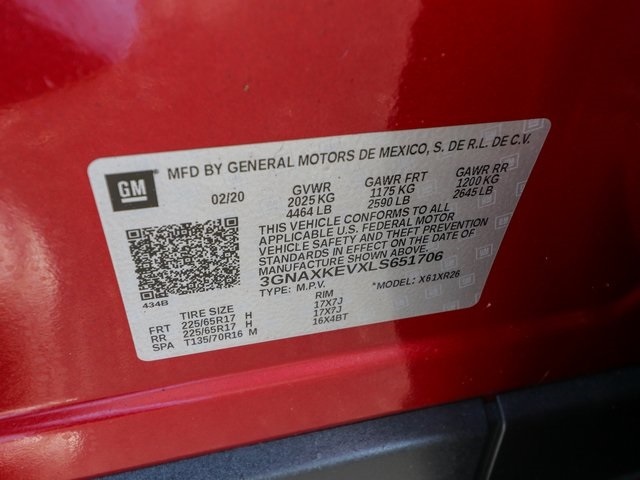 GM
MFD BY GENERAL MOTORS DE MEXICO, S. DE R.L. DE C.V.
02/20 GVWR GAWR FRT GAWR RR
2025 KG 1175 KG 1200 KG
4464 LB 2590 LB 2645 LB
THIS VEHICLE CONFORMS TO ALL
APPLICABLE U.S. FEDERAL MOTOR
VEHICLE SAFETY AND THEFT PREVENTION
STANDARDS IN EFFECT ON THE DATE OF
MANUFACTURE SHOWN ABOVE.
3GNAXKEVXLS651706
434B TYPE: M.P.V. *MODEL: X61XR26
TIRE SIZE RIM
FRT 225/65R17 H 17X7J
RR 225/65R17 H 17X7J
SPA T135/70R16 M 16X4BT